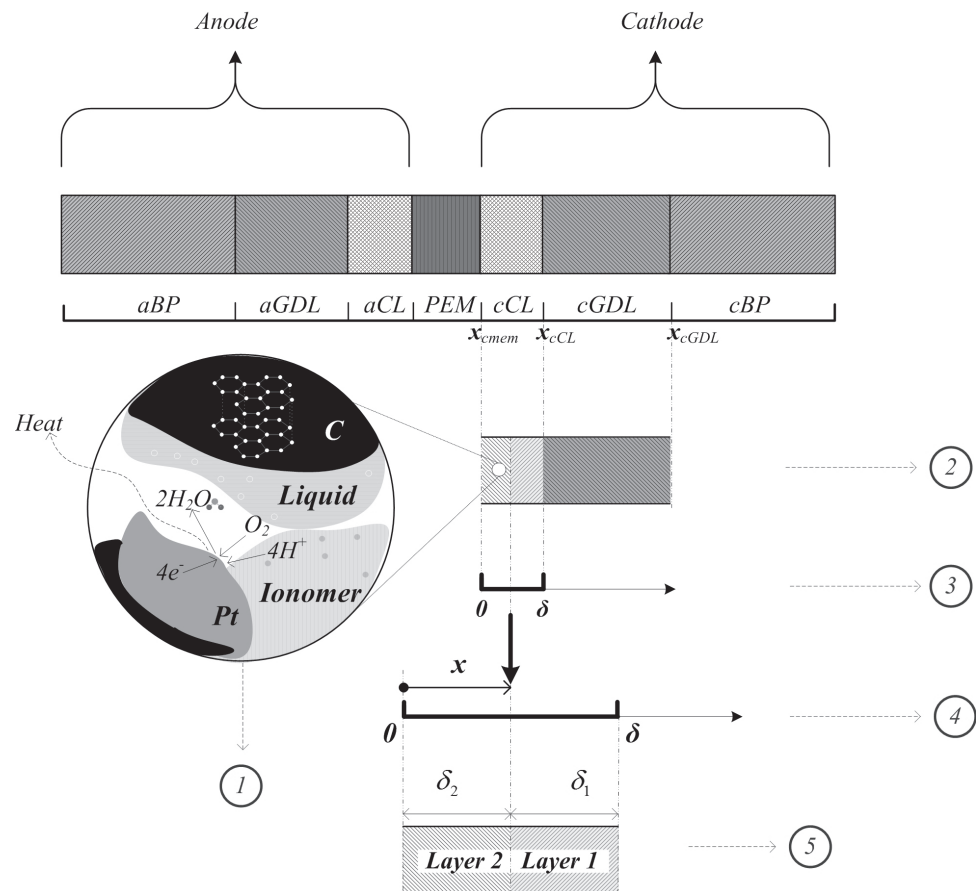 Anode Cathode
aBP aGDL aCL PEM cCL cGDL cBP
x_cmem x_cCL x_cGDL
Heat
C
Liquid
2H₂O
O₂
4H⁺
4e⁻
Ionomer
Pt
2
3
0 δ
x
4
0 δ
1
δ₂ δ₁
5
Layer 2 Layer 1